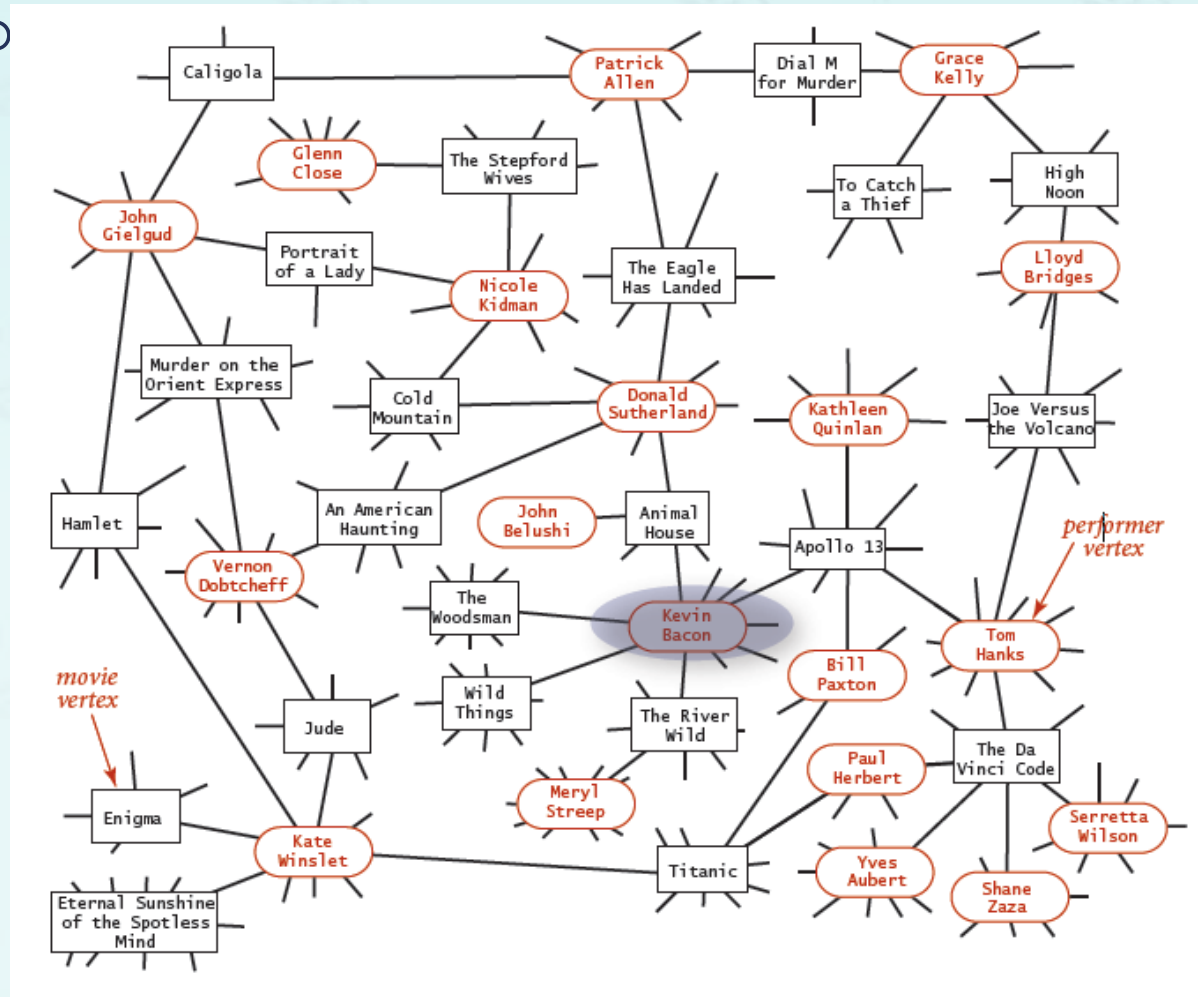 Caligola
Patrick
Allen
Dial M
for Murder
Grace
Kelly
Glenn
Close
The Stepford
Wives
To Catch
a Thief
High
Noon
John
Gielgud
Portrait
of a Lady
Nicole
Kidman
The Eagle
Has Landed
Lloyd
Bridges
Murder on the
Orient Express
Cold
Mountain
Donald
Sutherland
Kathleen
Quinlan
Joe Versus
the Volcano
Hamlet
An American
Haunting
John
Belushi
Animal
House
Apollo 13
performer
vertex
Vernon
Dobtcheff
The
Woodsman
Kevin
Bacon
Tom
Hanks
movie
vertex
Jude
Wild
Things
The River
Wild
Bill
Paxton
Enigma
Kate
Winslet
Meryl
Streep
Paul
Herbert
The Da
Vinci Code
Serretta
Wilson
Titanic
Yves
Aubert
Shane
Zaza
Eternal Sunshine
of the Spotless
Mind